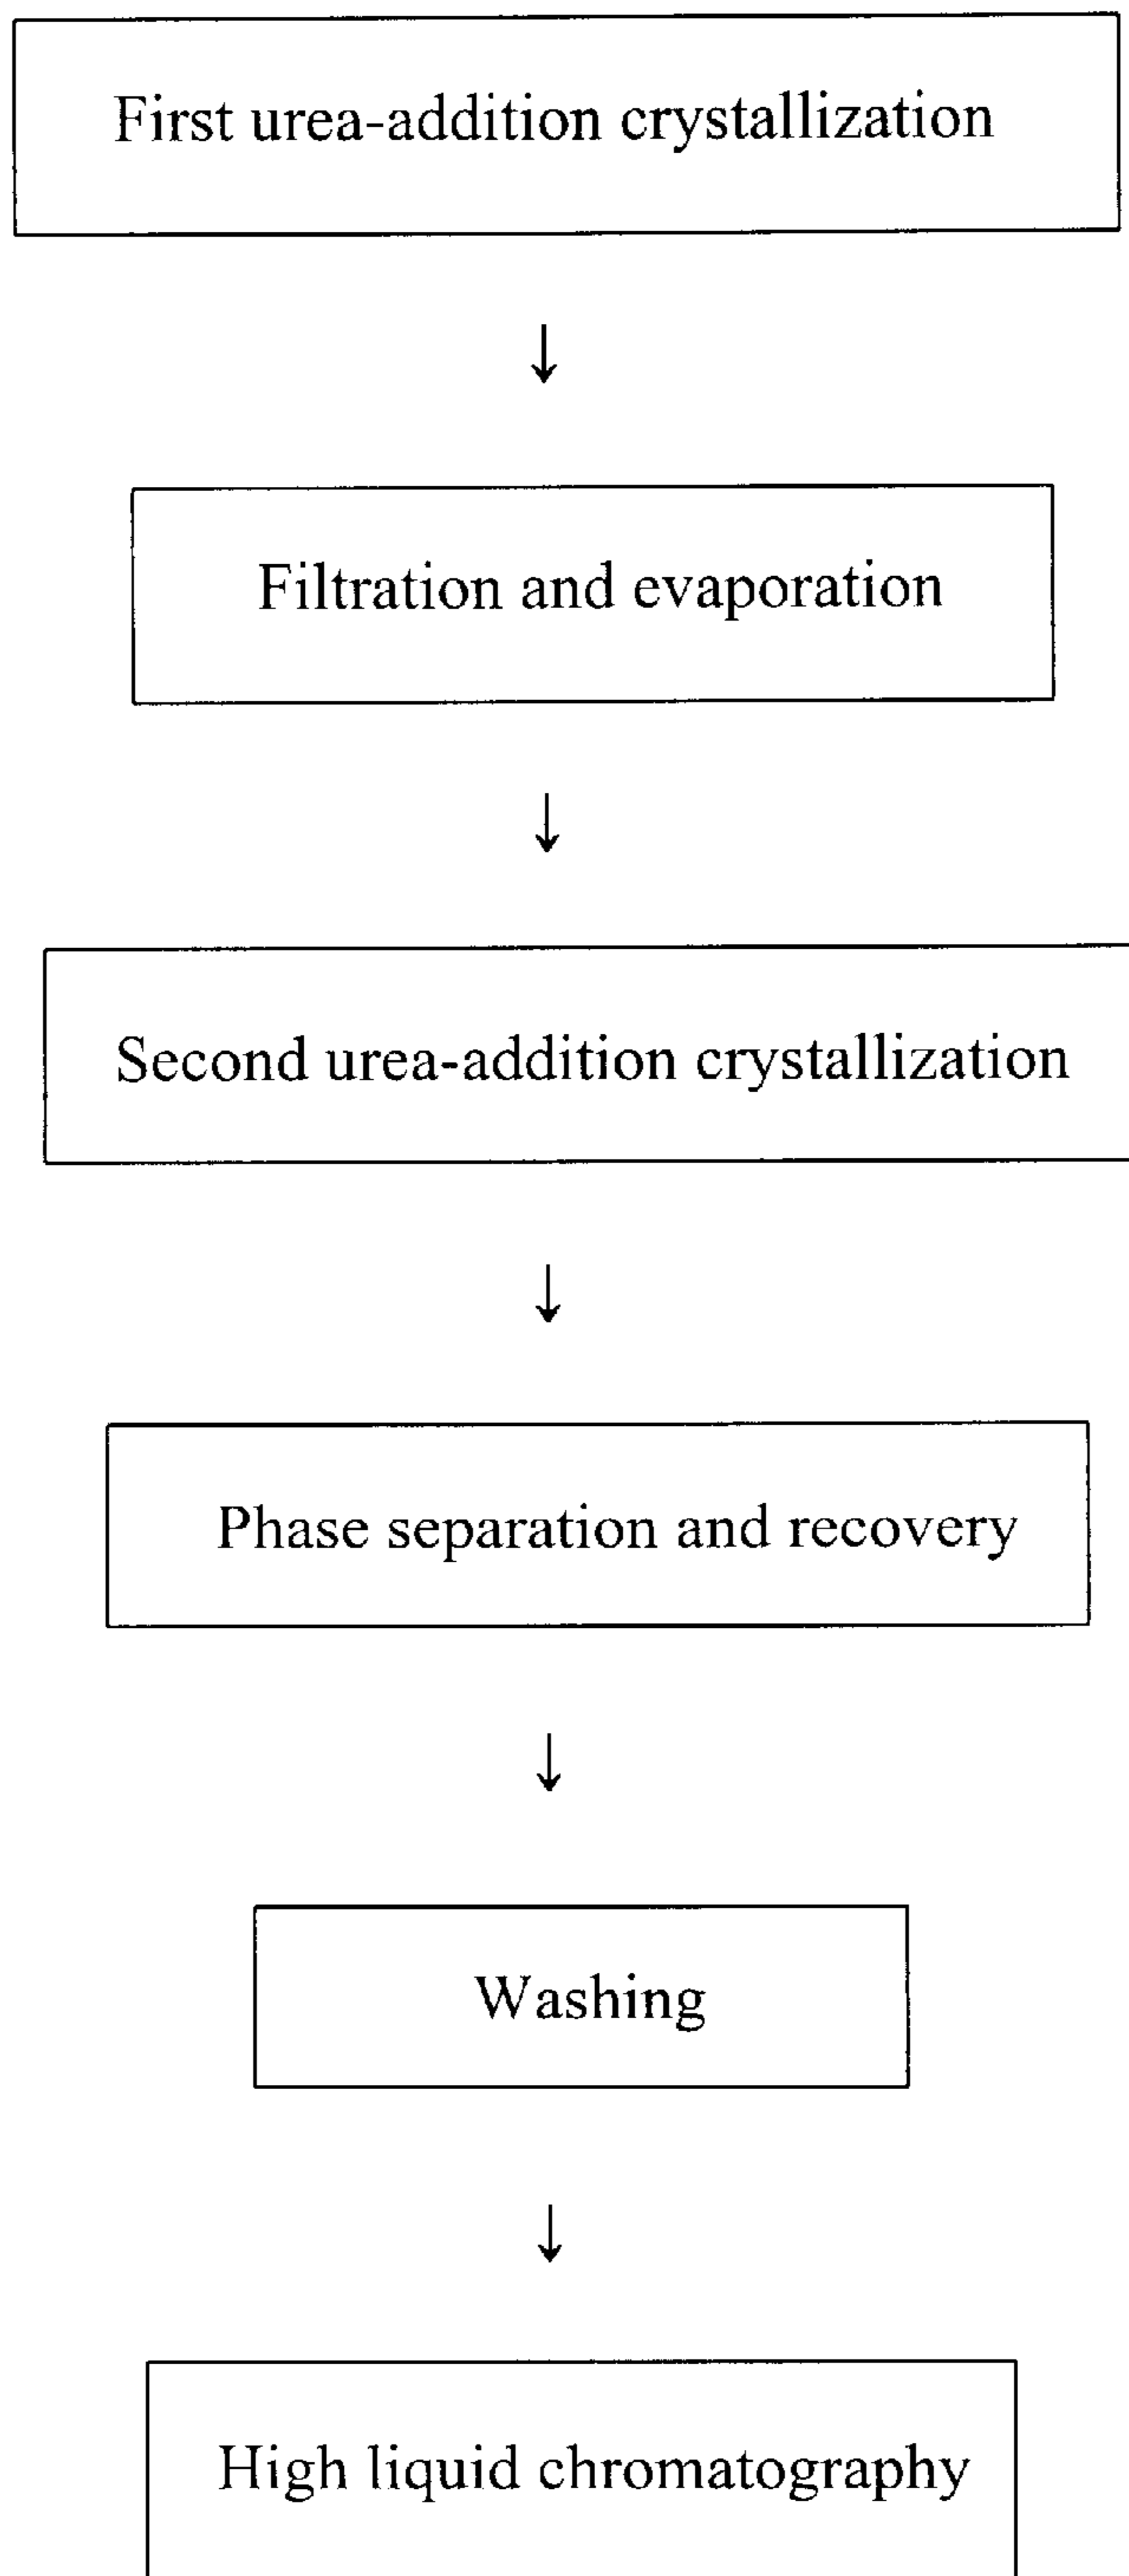 First urea-addition crystallization
↓
Filtration and evaporation
↓
Second urea-addition crystallization
↓
Phase separation and recovery
↓
Washing
↓
High liquid chromatography